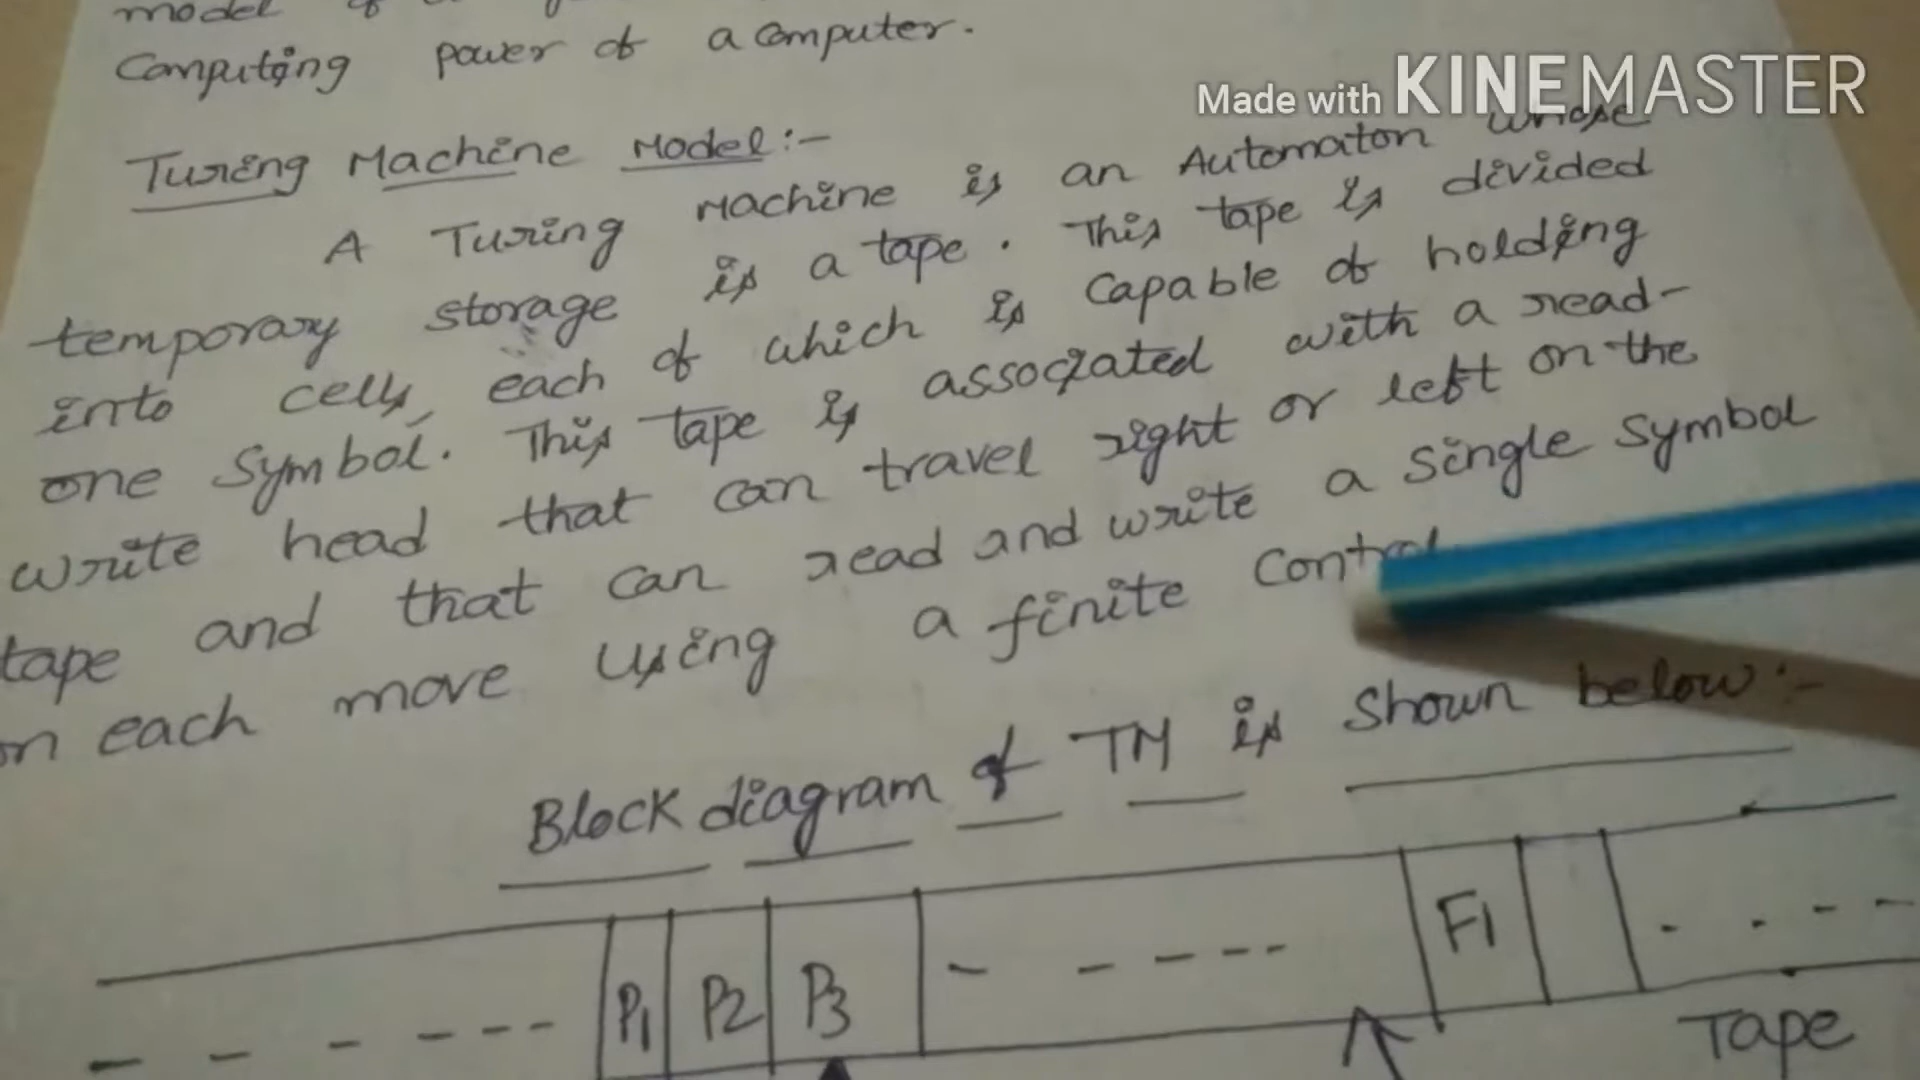 model of
Computing power of a computer.
Made with KINEMASTER
Turing Machine Model:-
A Turing Machine is an Automaton whose
temporary storage is a tape. This tape is divided
into cells, each of which is capable of holding
one symbol. This tape is associated with a read-
write head that can travel right or left on the
tape and that can read and write a single symbol
on each move using a finite control
Block diagram of TM is shown below:-
P1 P2 P3 - - - - - F1 - - - -
Tape